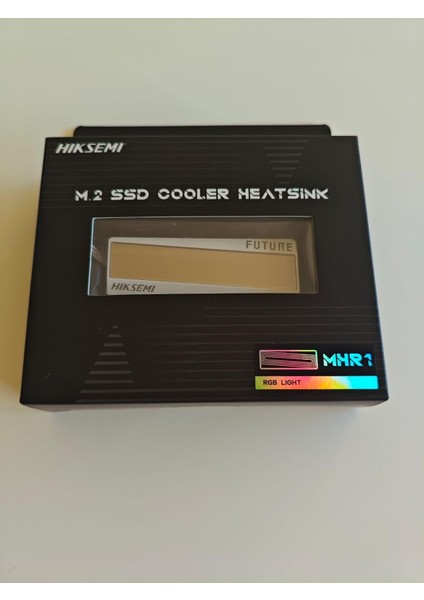 HIKSEMI
M.2 SSD COOLER HEATSINK
FUTURE
HIKSEMI
MHR1
RGB LIGHT